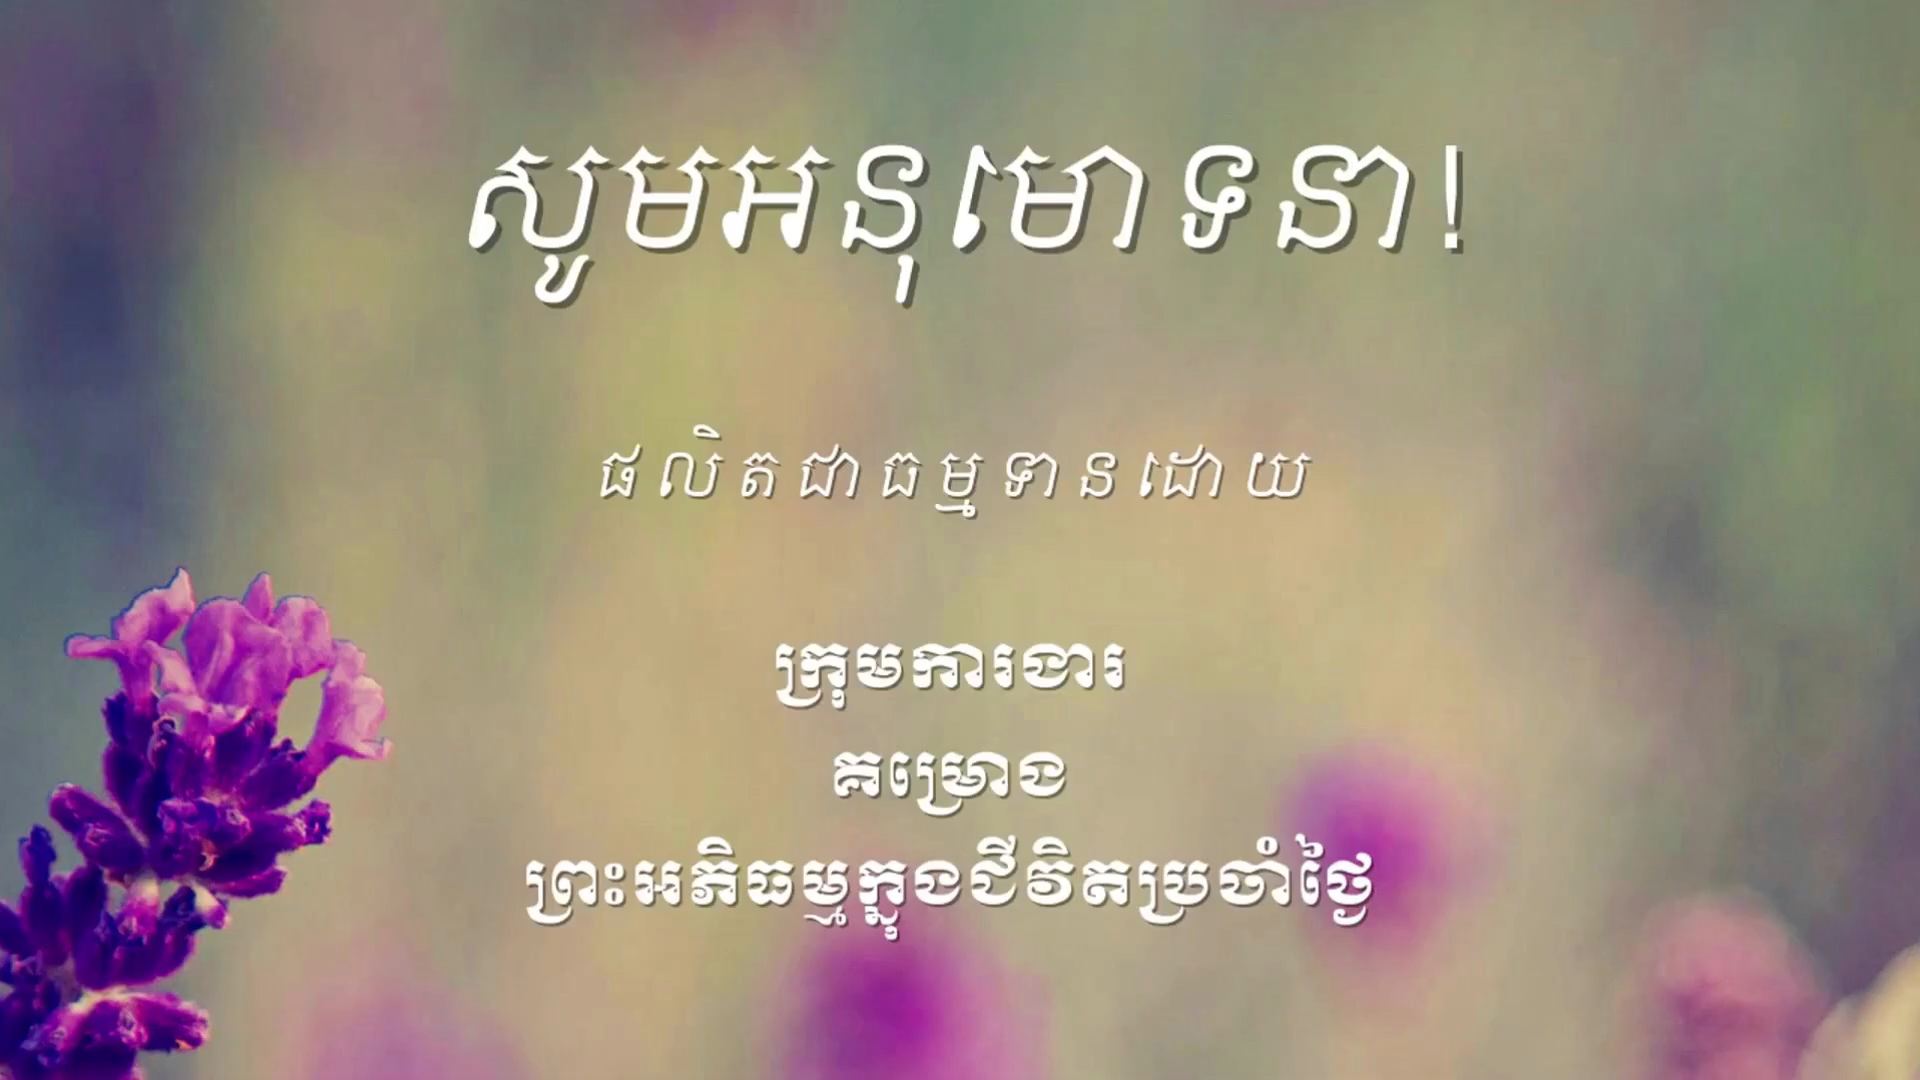 សូមអនុមោទនា!
ផលិតជាធម្មទានដោយ
ក្រុមការងារ
គម្រោង
ព្រះអភិធម្មក្នុងជីវិតប្រចាំថ្ងៃ